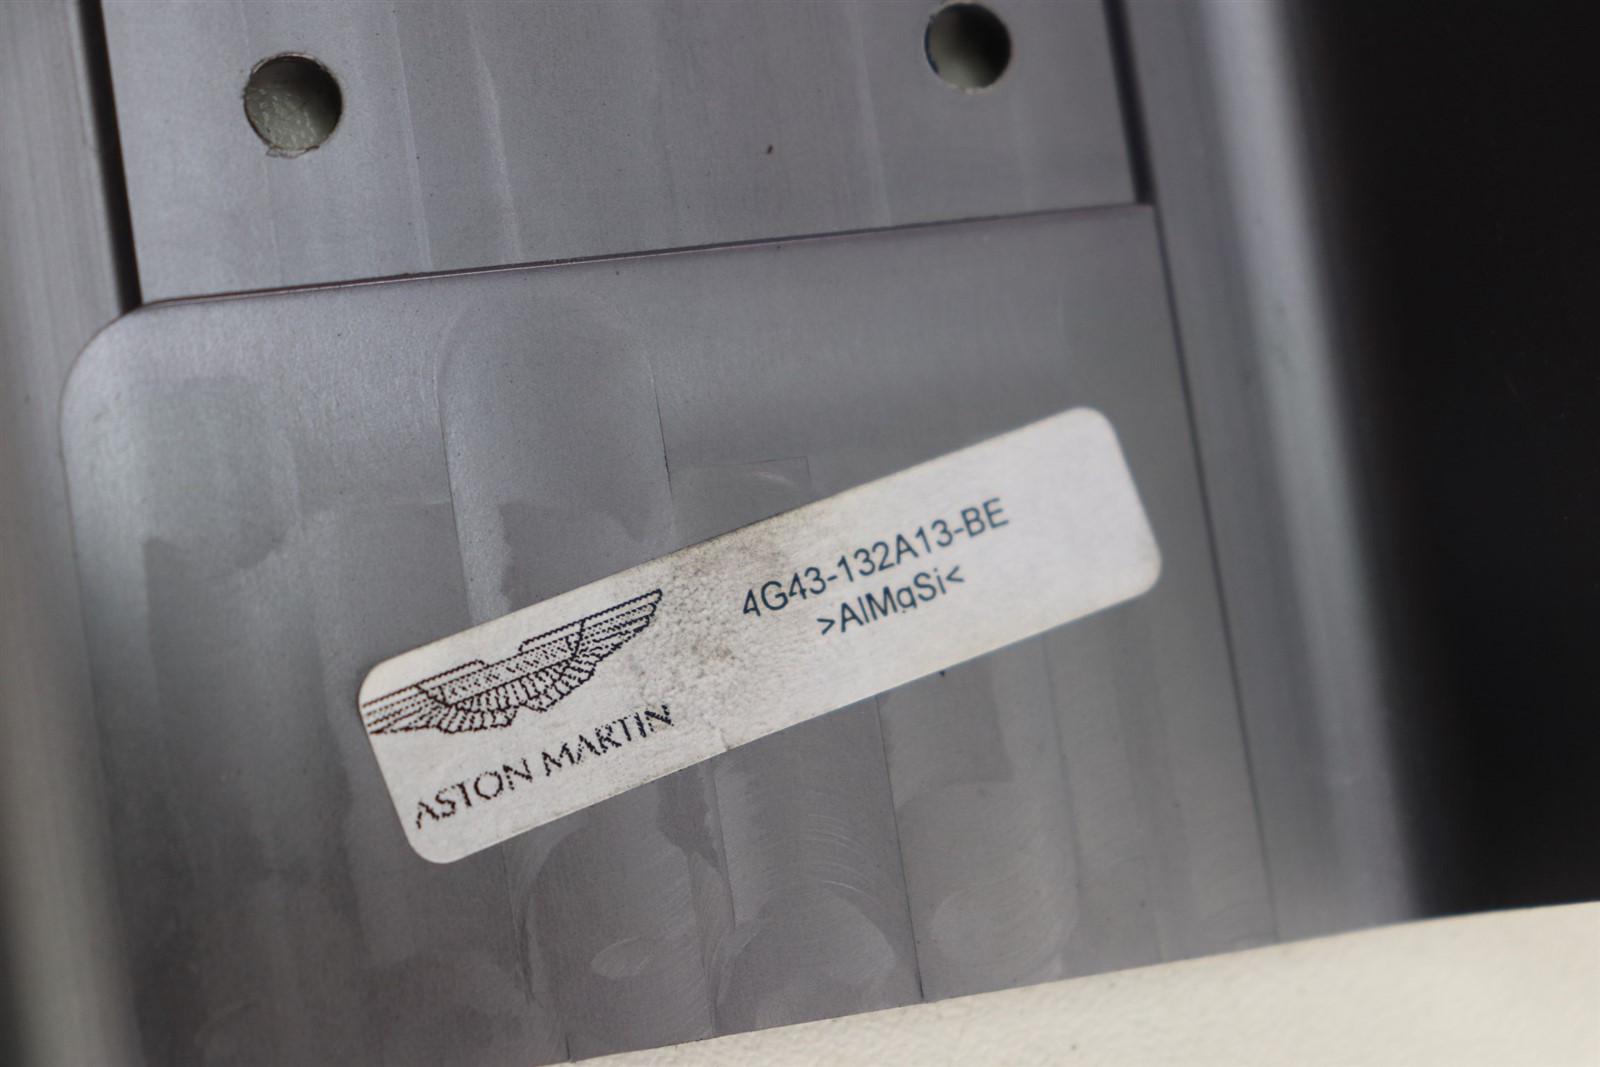 4G43-132A13-BE
>AlMgSi<
ASTON MARTIN